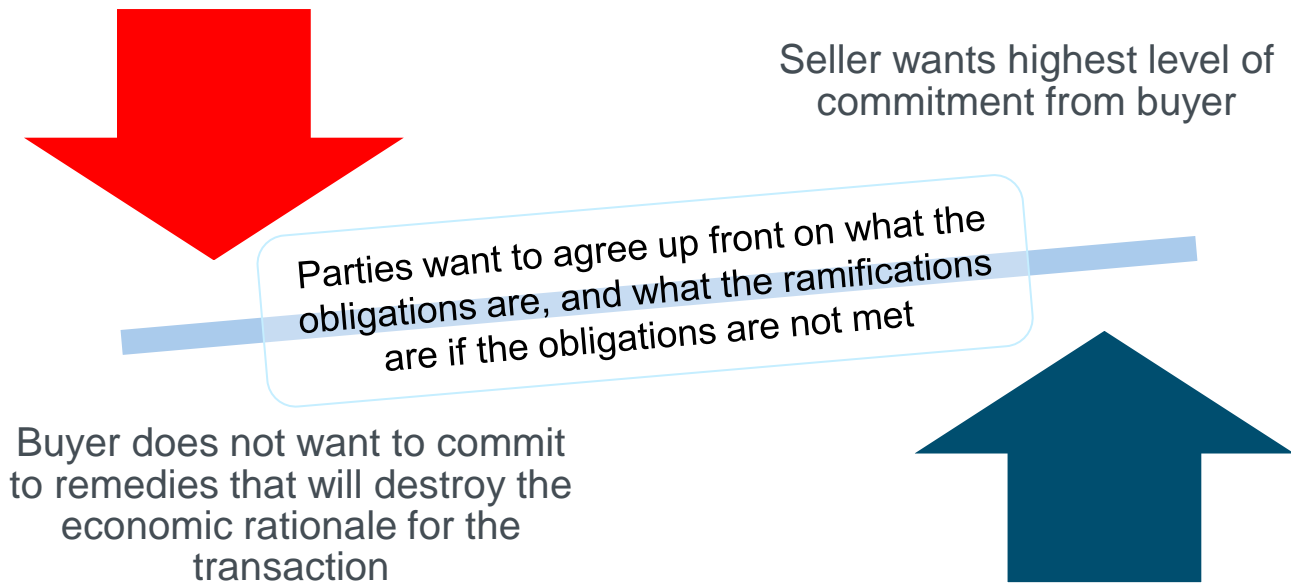 Seller wants highest level of
commitment from buyer
Parties want to agree up front on what the
obligations are, and what the ramifications
are if the obligations are not met
Buyer does not want to commit
to remedies that will destroy the
economic rationale for the
transaction